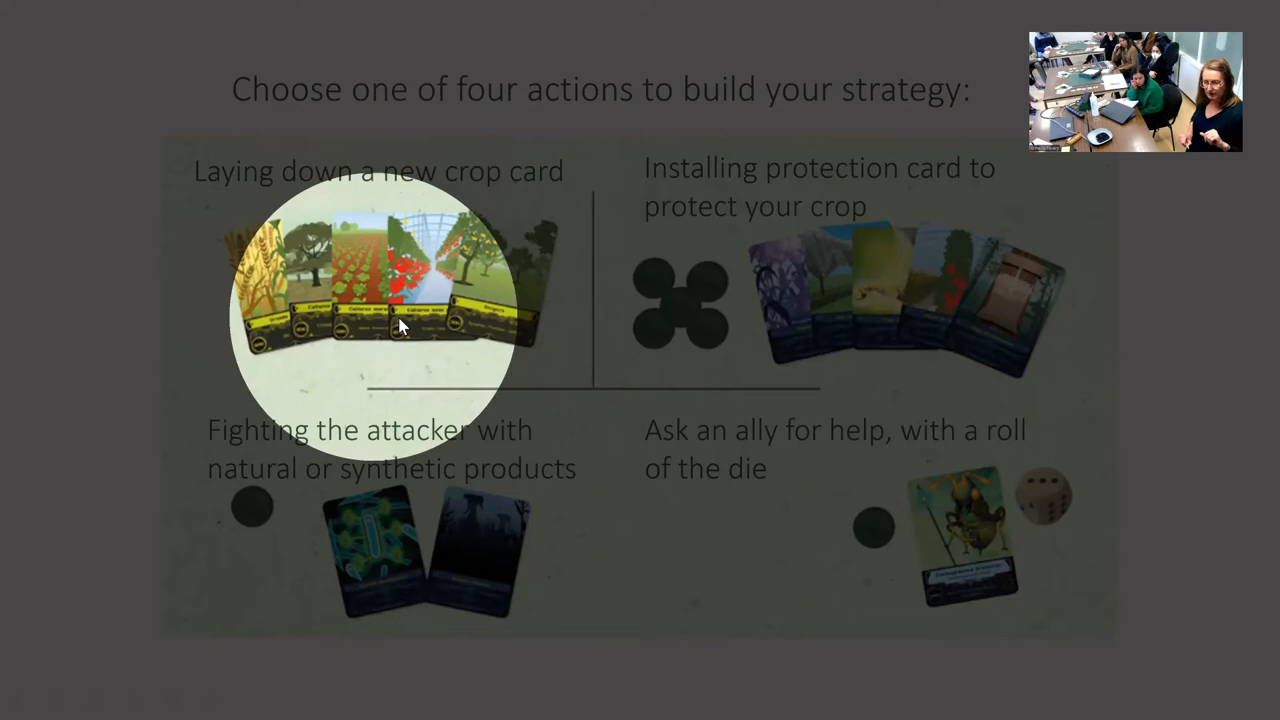 Choose one of four actions to build your strategy:
Laying down a new crop card
Installing protection card to
protect your crop
Fighting the attacker with
natural or synthetic products
Ask an ally for help, with a roll
of the die